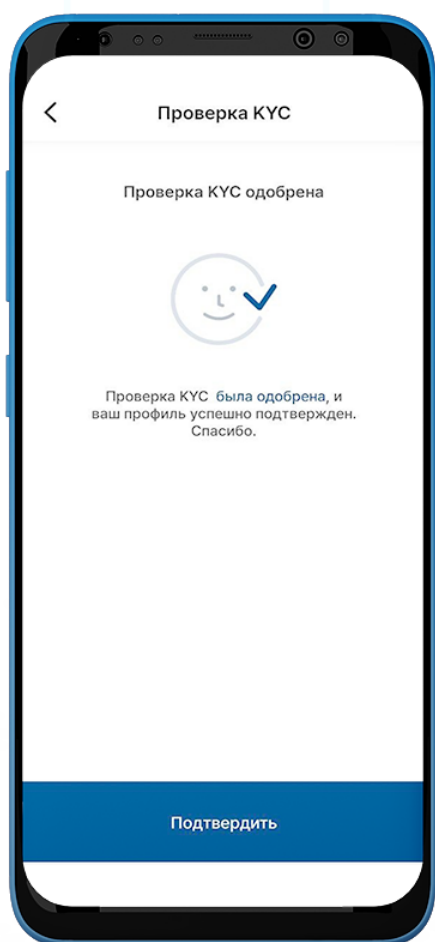 Проверка KYC
Проверка KYC одобрена
Проверка KYC была одобрена, и
ваш профиль успешно подтвержден.
Спасибо.
Подтвердить